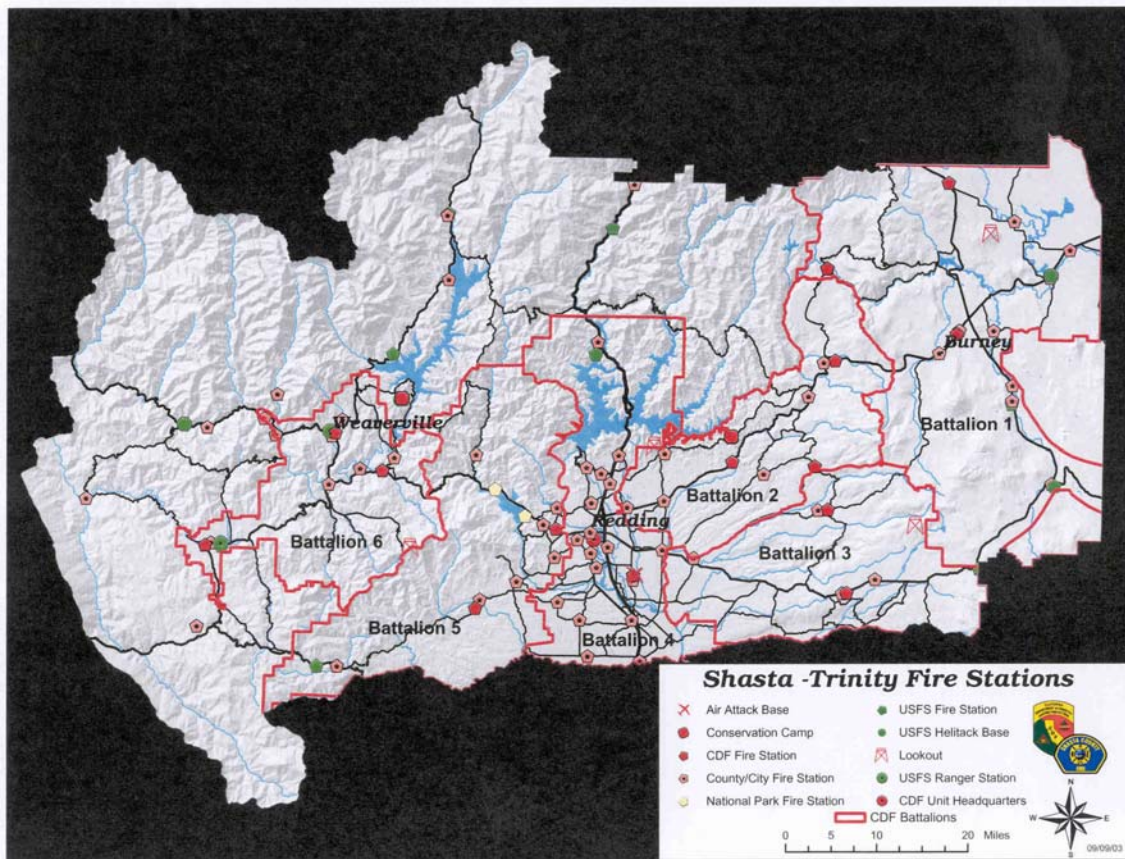 Weaverville
Burney
Battalion 1
Battalion 2
Redding
Battalion 3
Battalion 6
Battalion 5
Battalion 4
Shasta -Trinity Fire Stations
Air Attack Base
Conservation Camp
CDF Fire Station
County/City Fire Station
National Park Fire Station
USFS Fire Station
USFS Helitack Base
Lookout
USFS Ranger Station
CDF Unit Headquarters
CDF Battalions
0 5 10 20 Miles
SHASTA COUNTY
N
W E
S
09/09/03